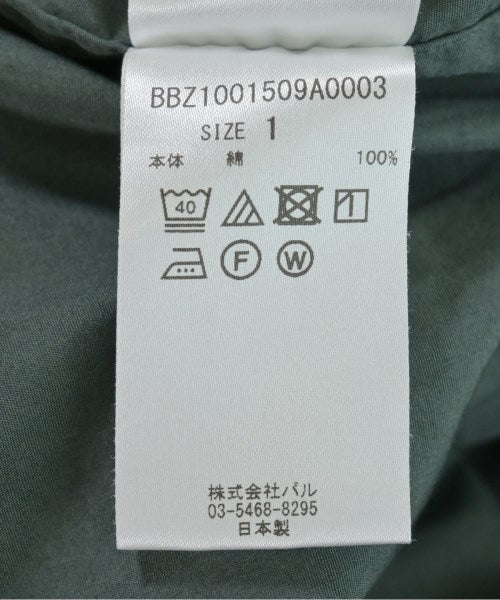 BBZ1001509A0003
SIZE 1
本体 綿 100%
40
F W
株式会社パル
03-5468-8295
日本製